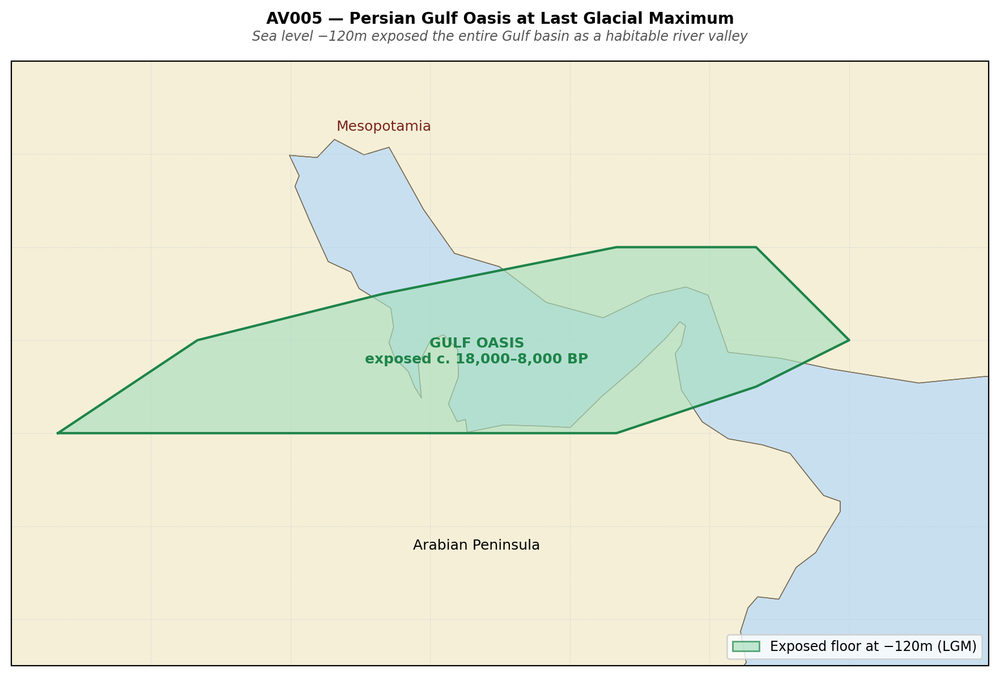 AV005 — Persian Gulf Oasis at Last Glacial Maximum
Sea level −120m exposed the entire Gulf basin as a habitable river valley
Mesopotamia
GULF OASIS
exposed c. 18,000–8,000 BP
Arabian Peninsula
Exposed floor at −120m (LGM)